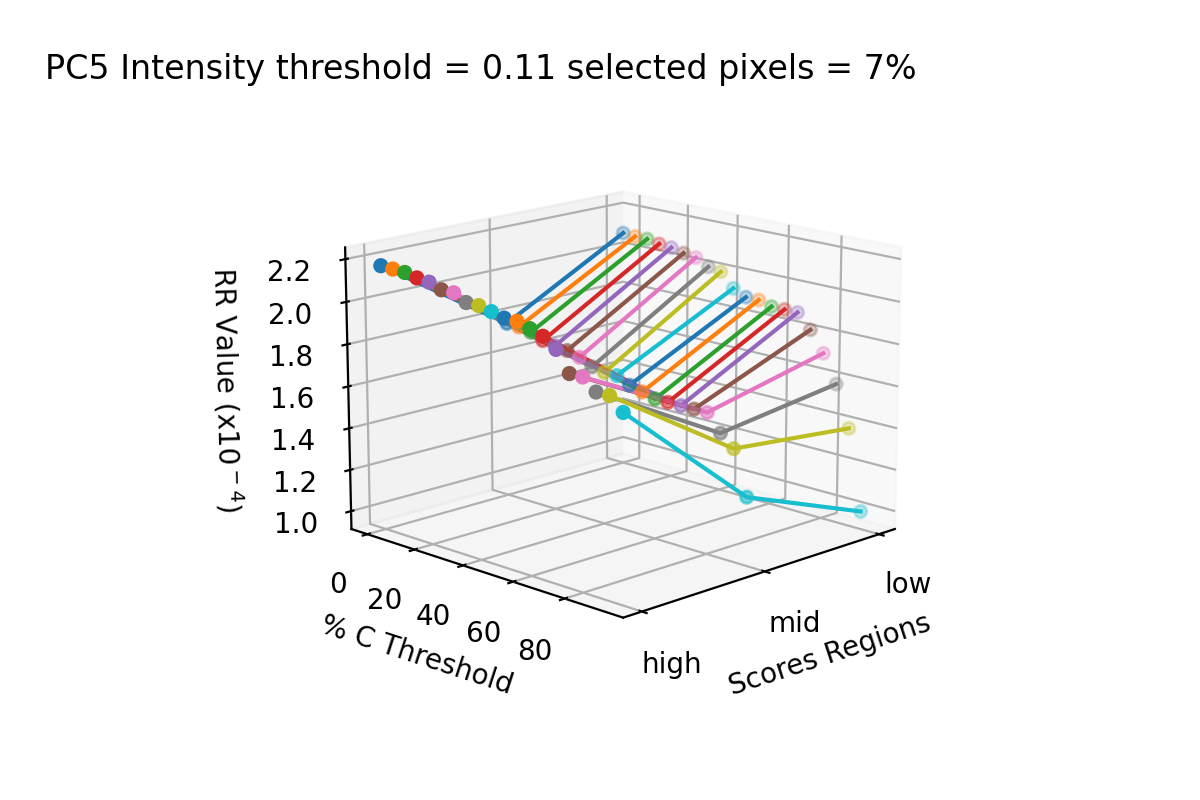 PC5 Intensity threshold = 0.11 selected pixels = 7%
RR Value (x10⁻⁴)
2.2
2.0
1.8
1.6
1.4
1.2
1.0
0
20
40
60
80
% C Threshold
high
mid
low
Scores Regions